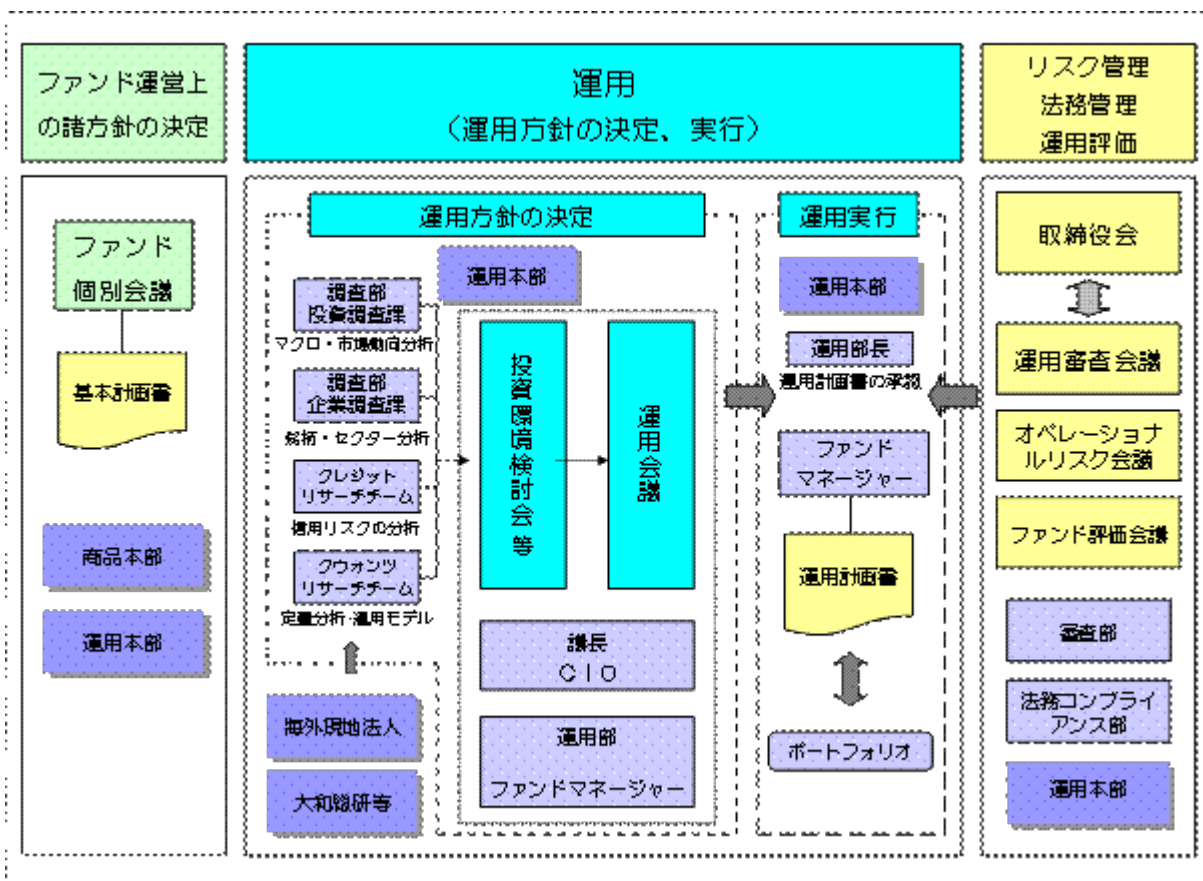 ファンド運営上
の諸方針の決定
運用
（運用方針の決定、実行）
リスク管理
法務管理
運用評価
ファンド
個別会議
基本計画書
商品本部
運用本部
運用方針の決定
運用本部
調査部
投資調査課
マクロ・市場動向分析
調査部
企業調査課
銘柄・セクター分析
クレジット
リサーチチーム
信用リスクの分析
クウォンツ
リサーチチーム
定量分析・運用モデル
海外現地法人
大和総研等
投資環境検討会等
運用会議
議長
ＣＩＯ
運用部
ファンドマネージャー
運用実行
運用本部
運用部長
運用計画書の承認
ファンド
マネージャー
運用計画書
ポートフォリオ
取締役会
運用審査会議
オペレーショナ
ルリスク会議
ファンド評価会議
審査部
法務コンプライ
アンス部
運用本部